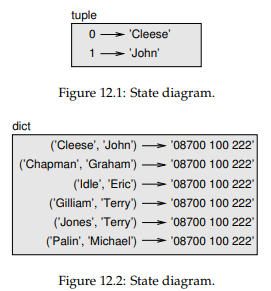 tuple
0 → 'Cleese'
1 → 'John'
Figure 12.1: State diagram.
dict
('Cleese', 'John') → '08700 100 222'
('Chapman', 'Graham') → '08700 100 222'
('Idle', 'Eric') → '08700 100 222'
('Gilliam', 'Terry') → '08700 100 222'
('Jones', 'Terry') → '08700 100 222'
('Palin', 'Michael') → '08700 100 222'
Figure 12.2: State diagram.